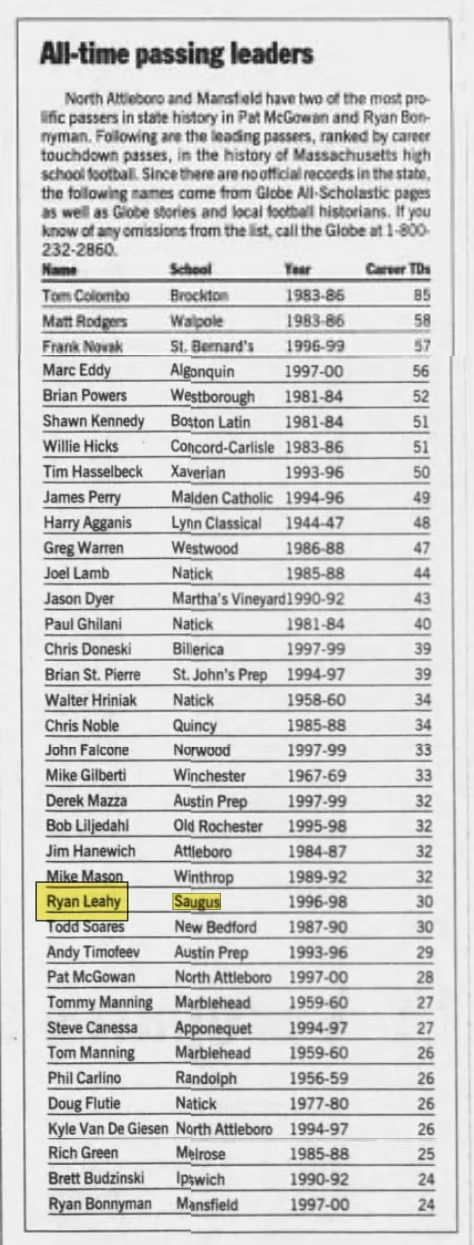 All-time passing leaders
North Attleboro and Mansfield have two of the most pro-
lific passers in state history in Pat McGowan and Ryan Bon-
nyman. Following are the leading passers, ranked by career
touchdown passes, in the history of Massachusetts high
school football. Since there are no official records in the state,
the following names come from Globe All-Scholastic pages
as well as Globe stories and local football historians. If you
know of any omissions from the list, call the Globe at 1-800-
232-2860.
Name School Year Career TDs
Tom Colombo Brockton 1983-86 85
Matt Rodgers Walpole 1983-86 58
Frank Novak St. Bernard's 1996-99 57
Marc Eddy Algonquin 1997-00 56
Brian Powers Westborough 1981-84 52
Shawn Kennedy Boston Latin 1981-84 51
Willie Hicks Concord-Carlisle 1983-86 51
Tim Hasselbeck Xaverian 1993-96 50
James Perry Malden Catholic 1994-96 49
Harry Agganis Lynn Classical 1944-47 48
Greg Warren Westwood 1986-88 47
Joel Lamb Natick 1985-88 44
Jason Dyer Martha's Vineyard 1990-92 43
Paul Ghilani Natick 1981-84 40
Chris Doneski Billerica 1997-99 39
Brian St. Pierre St. John's Prep 1994-97 39
Walter Hriniak Natick 1958-60 34
Chris Noble Quincy 1985-88 34
John Falcone Norwood 1997-99 33
Mike Gilberti Winchester 1967-69 33
Derek Mazza Austin Prep 1997-99 32
Bob Liljedahl Old Rochester 1995-98 32
Jim Hanewich Attleboro 1984-87 32
Mike Mason Winthrop 1989-92 32
Ryan Leahy Saugus 1996-98 30
Todd Soares New Bedford 1987-90 30
Andy Timofeev Austin Prep 1993-96 29
Pat McGowan North Attleboro 1997-00 28
Tommy Manning Marblehead 1959-60 27
Steve Canessa Apponequet 1994-97 27
Tom Manning Marblehead 1959-60 26
Phil Carlino Randolph 1956-59 26
Doug Flutie Natick 1977-80 26
Kyle Van De Giesen North Attleboro 1994-97 26
Rich Green Melrose 1985-88 25
Brett Budzinski Ipswich 1990-92 24
Ryan Bonnyman Mansfield 1997-00 24